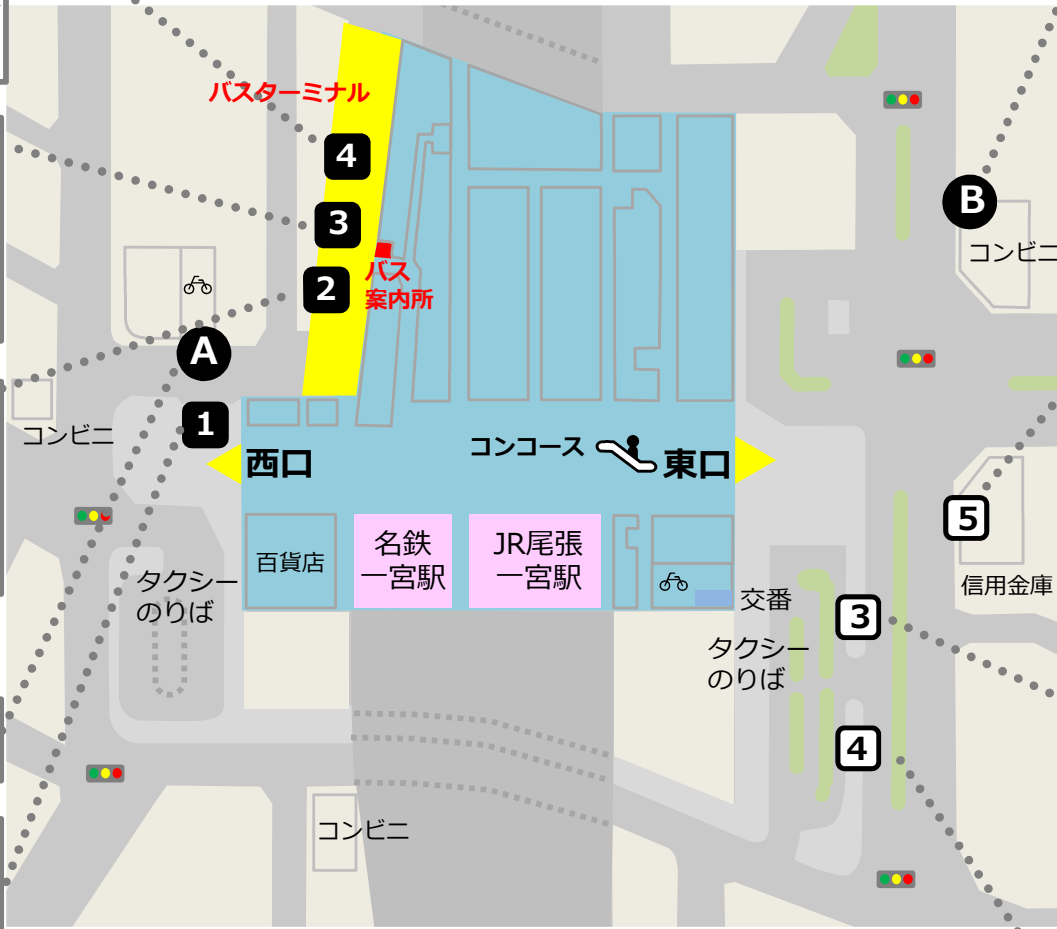 バスターミナル
4
3
2
バス
案内所
B
コンビニ
A
1
コンビニ
西口
コンコース
東口
5
百貨店
名鉄
一宮駅
JR尾張
一宮駅
タクシー
のりば
信用金庫
交番
3
タクシー
のりば
4
コンビニ